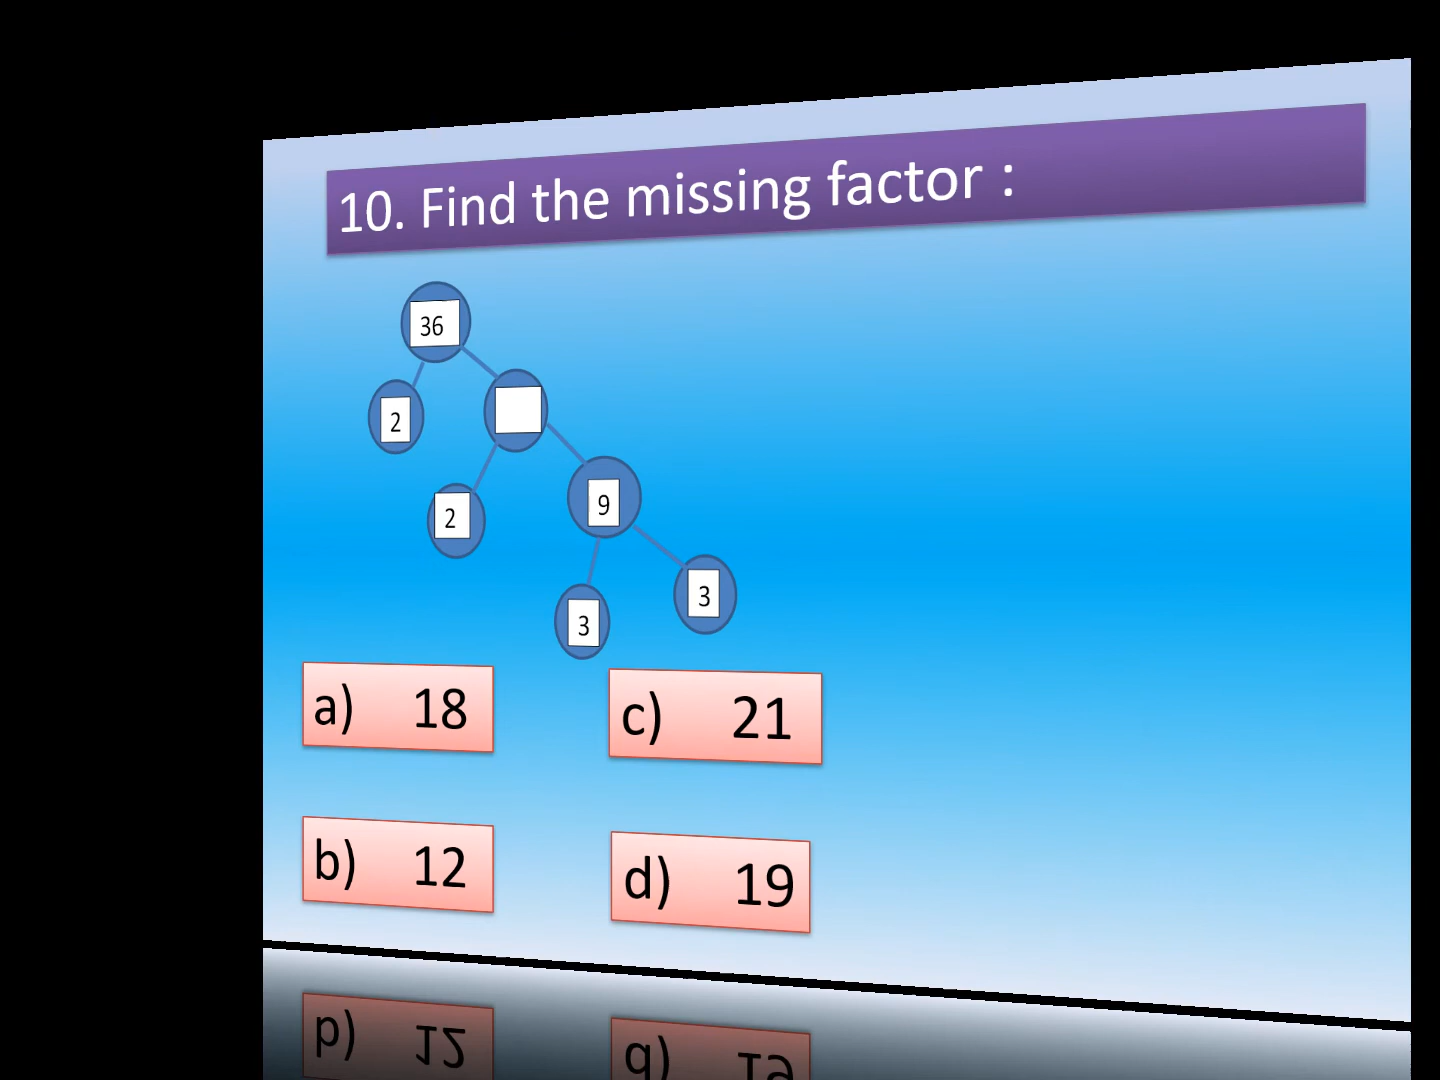 10. Find the missing factor :
36
2
2
9
3
3
a) 18
c) 21
b) 12
d) 19